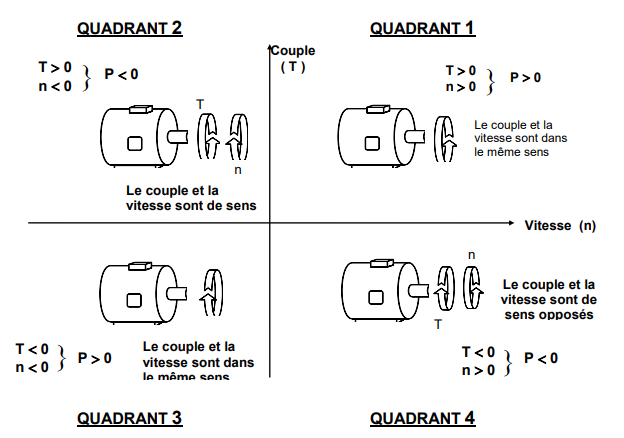 QUADRANT 2
QUADRANT 1
Couple
( T )
T > 0
n < 0
P < 0
T > 0
n > 0
P > 0
T
n
Le couple et la
vitesse sont dans
le même sens
Le couple et la
vitesse sont de sens
Vitesse (n)
n
T
Le couple et la
vitesse sont de
sens opposés
T < 0
n < 0
P > 0
Le couple et la
vitesse sont dans
le même sens
T < 0
n > 0
P < 0
QUADRANT 3
QUADRANT 4